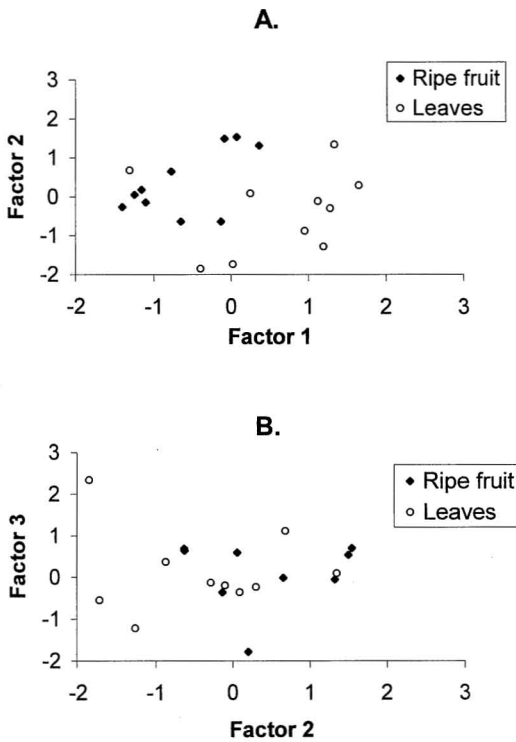 A.
Factor 2
3
2
1
0
-1
-2
-2
-1
0
1
2
3
Factor 1
Ripe fruit
Leaves
B.
Factor 3
3
2
1
0
-1
-2
-2
-1
0
1
2
3
Factor 2
Ripe fruit
Leaves